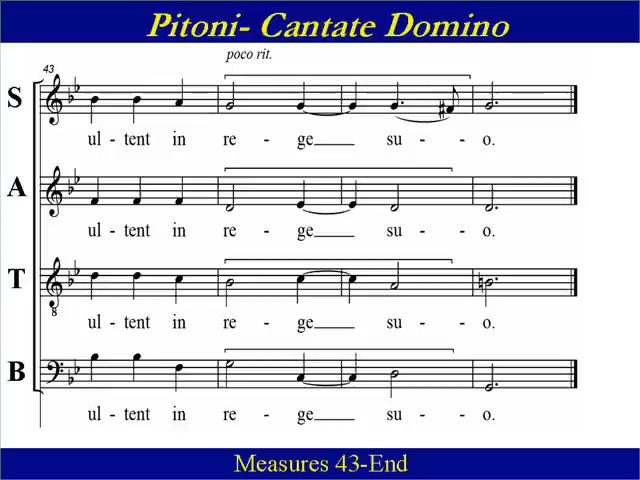 Pitoni- Cantate Domino
poco rit.
43
S
ul - tent in re - ge su - - o.
A
ul - tent in re - ge su - - o.
T
8
ul - tent in re - ge su - - o.
B
ul - tent in re - ge su - - o.
Measures 43-End